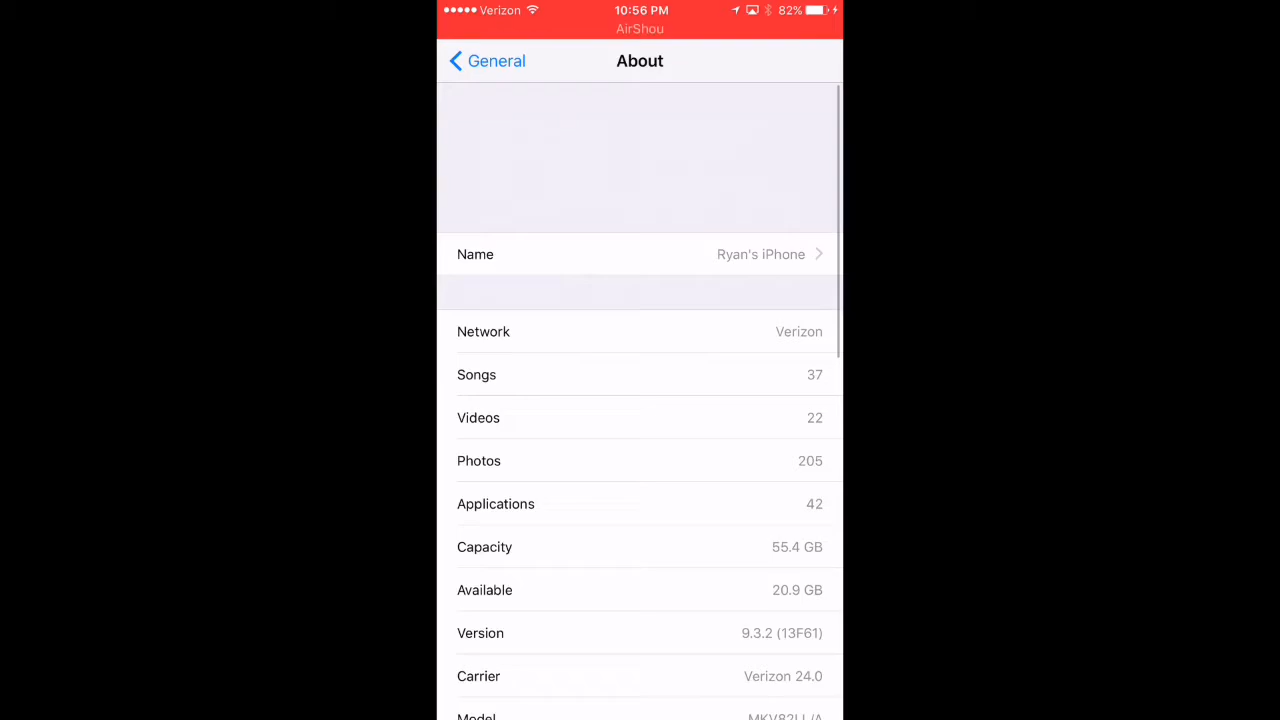 Verizon 10:56 PM 82%
AirShou
General About
Name Ryan's iPhone
Network Verizon
Songs 37
Videos 22
Photos 205
Applications 42
Capacity 55.4 GB
Available 20.9 GB
Version 9.3.2 (13F61)
Carrier Verizon 24.0
Model MKV82LL/A